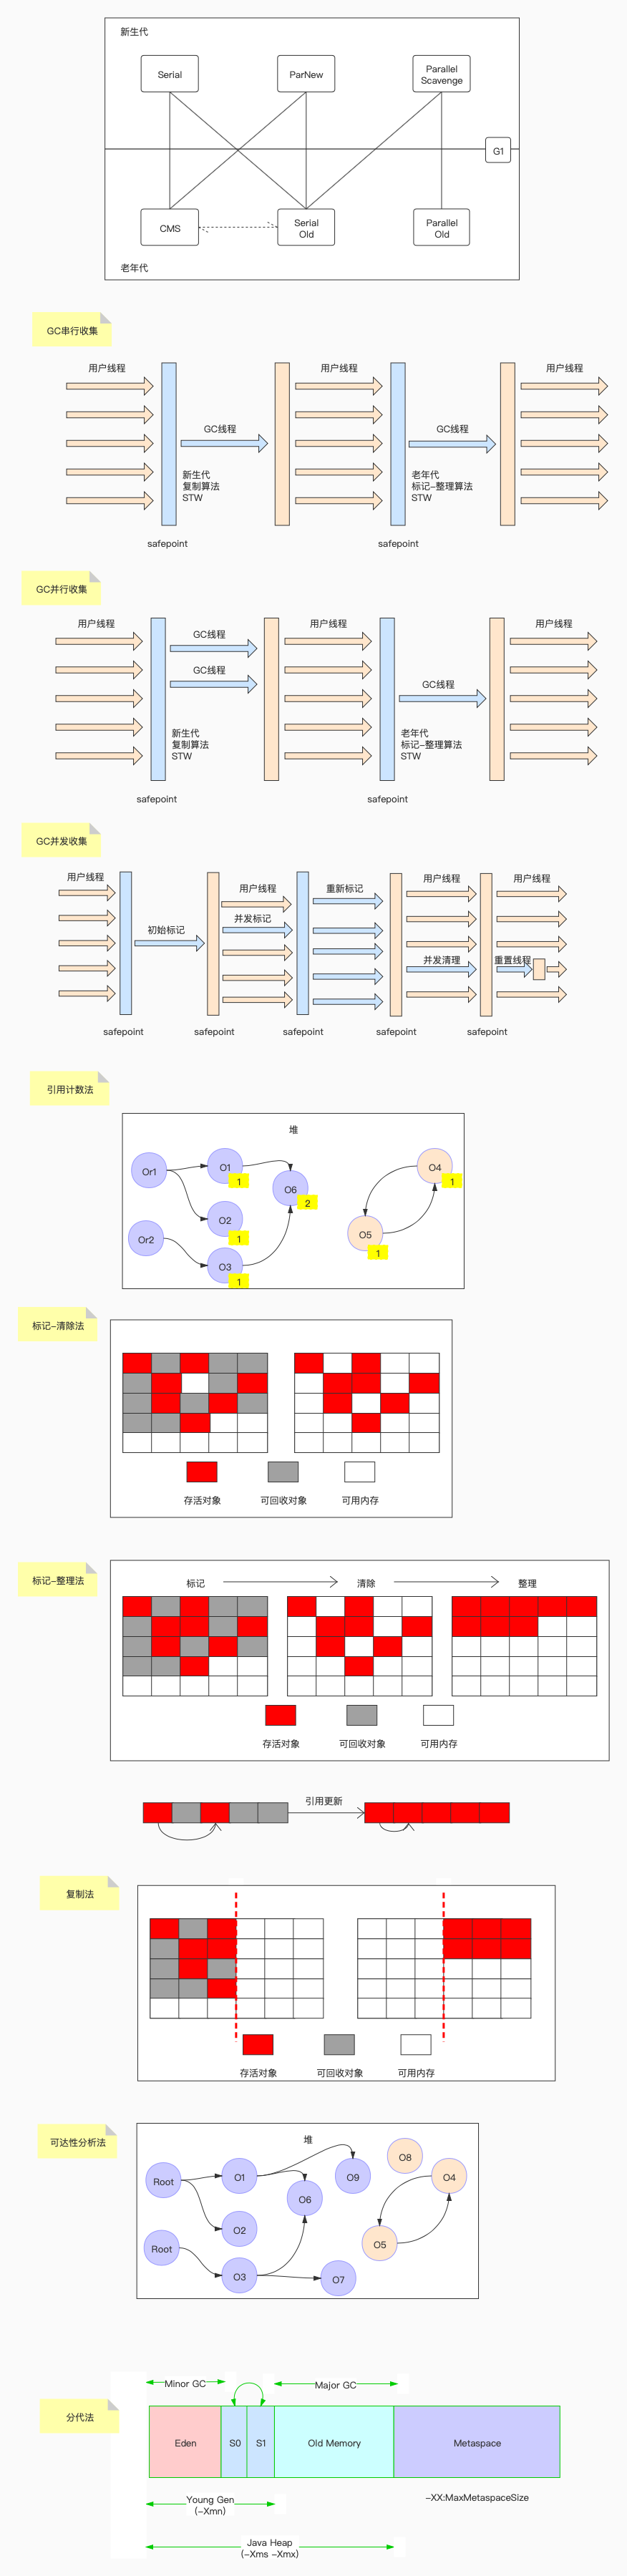 新生代
Serial
ParNew
Parallel
Scavenge
G1
CMS
Serial
Old
Parallel
Old
老年代
GC串行收集
用户线程
用户线程
用户线程
GC线程
GC线程
新生代
复制算法
STW
老年代
标记-整理算法
STW
safepoint
safepoint
GC并行收集
用户线程
用户线程
用户线程
GC线程
GC线程
GC线程
新生代
复制算法
STW
老年代
标记-整理算法
STW
safepoint
safepoint
GC并发收集
用户线程
用户线程
重新标记
用户线程
用户线程
并发标记
初始标记
并发清理
重置线程
safepoint
safepoint
safepoint
safepoint
safepoint
引用计数法
堆
Or1
O1
1
O6
2
O4
1
O2
1
Or2
O5
1
O3
1
标记-清除法
存活对象
可回收对象
可用内存
标记-整理法
标记
清除
整理
存活对象
可回收对象
可用内存
引用更新
复制法
存活对象
可回收对象
可用内存
可达性分析法
堆
Root
O1
O9
O8
O4
O6
O2
Root
O5
O3
O7
分代法
Minor GC
Major GC
Eden
S0
S1
Old Memory
Metaspace
Young Gen
(-Xmn)
-XX:MaxMetaspaceSize
Java Heap
(-Xms -Xmx)